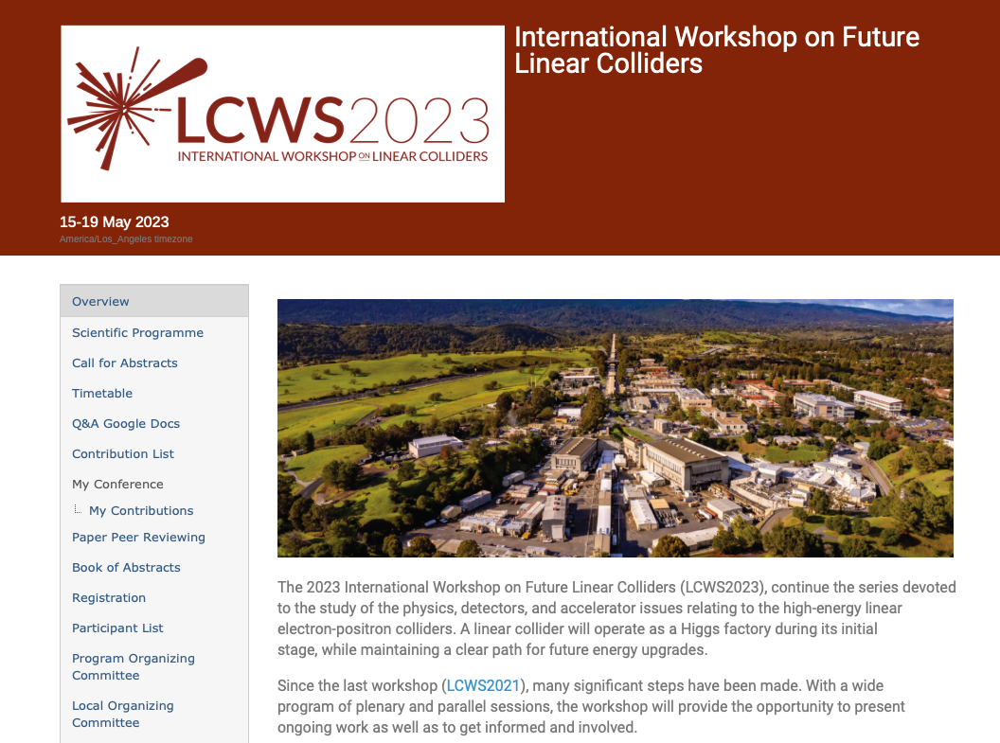 LCWS2023
INTERNATIONAL WORKSHOP ON LINEAR COLLIDERS
International Workshop on Future
Linear Colliders
15-19 May 2023
America/Los_Angeles timezone
Overview
Scientific Programme
Call for Abstracts
Timetable
Q&A Google Docs
Contribution List
My Conference
My Contributions
Paper Peer Reviewing
Book of Abstracts
Registration
Participant List
Program Organizing
Committee
Local Organizing
Committee
The 2023 International Workshop on Future Linear Colliders (LCWS2023), continue the series devoted
to the study of the physics, detectors, and accelerator issues relating to the high-energy linear
electron-positron colliders. A linear collider will operate as a Higgs factory during its initial
stage, while maintaining a clear path for future energy upgrades.
Since the last workshop (LCWS2021), many significant steps have been made. With a wide
program of plenary and parallel sessions, the workshop will provide the opportunity to present
ongoing work as well as to get informed and involved.